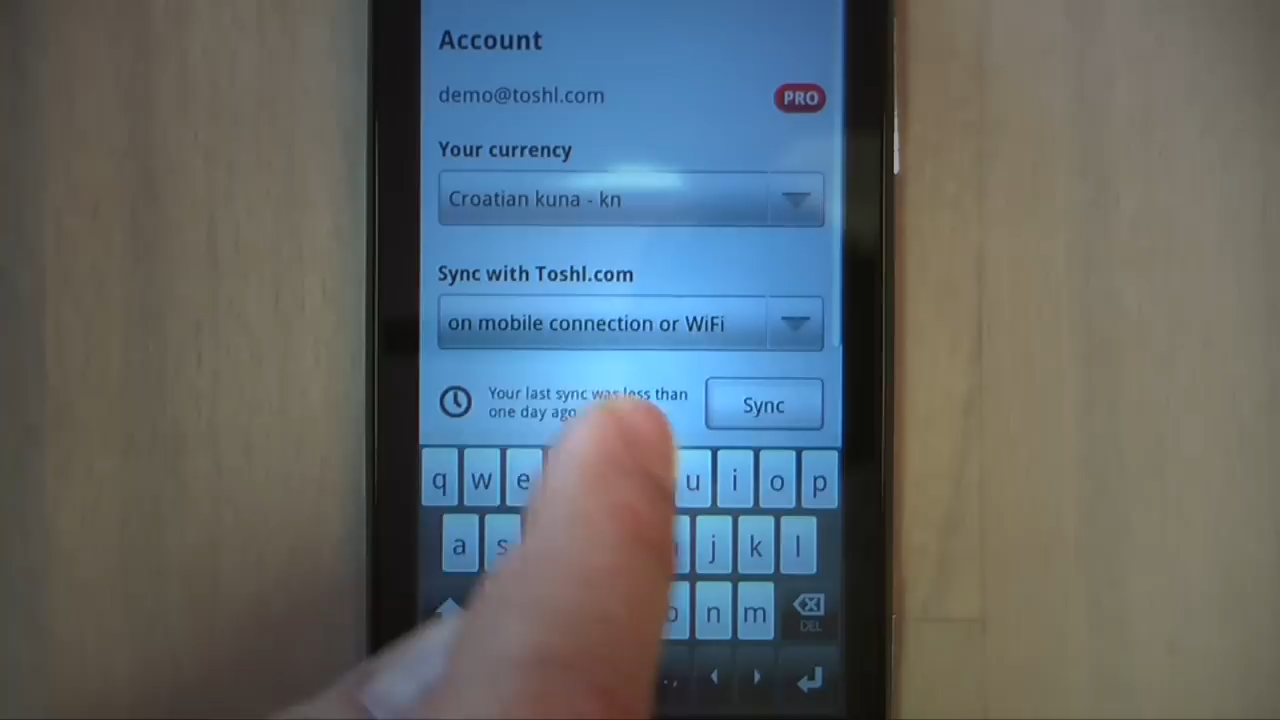 Account
demo@toshl.com PRO
Your currency
Croatian kuna - kn
Sync with Toshl.com
on mobile connection or WiFi
Your last sync was less than
one day ago
Sync
q w e u i o p
a s j k l
n m
DEL